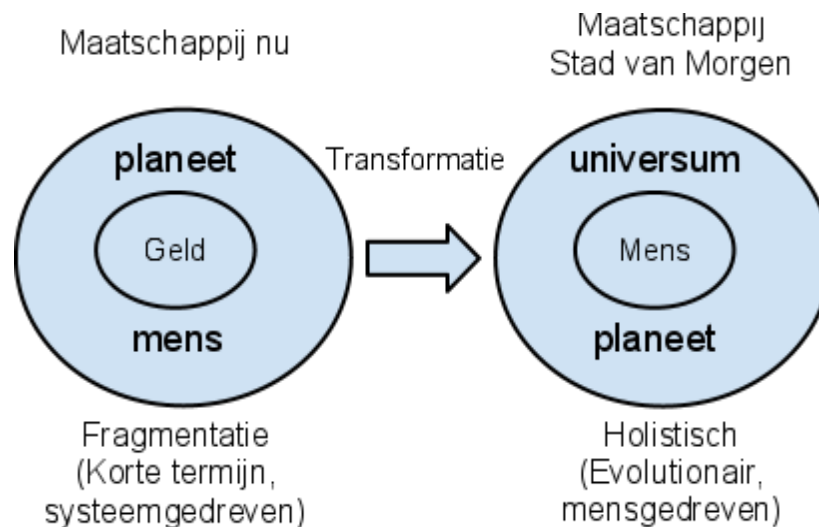 Maatschappij nu
planeet
Geld
mens
Fragmentatie
(Korte termijn,
systeemgedreven)
Transformatie
Maatschappij
Stad van Morgen
universum
Mens
planeet
Holistisch
(Evolutionair,
mensgedreven)